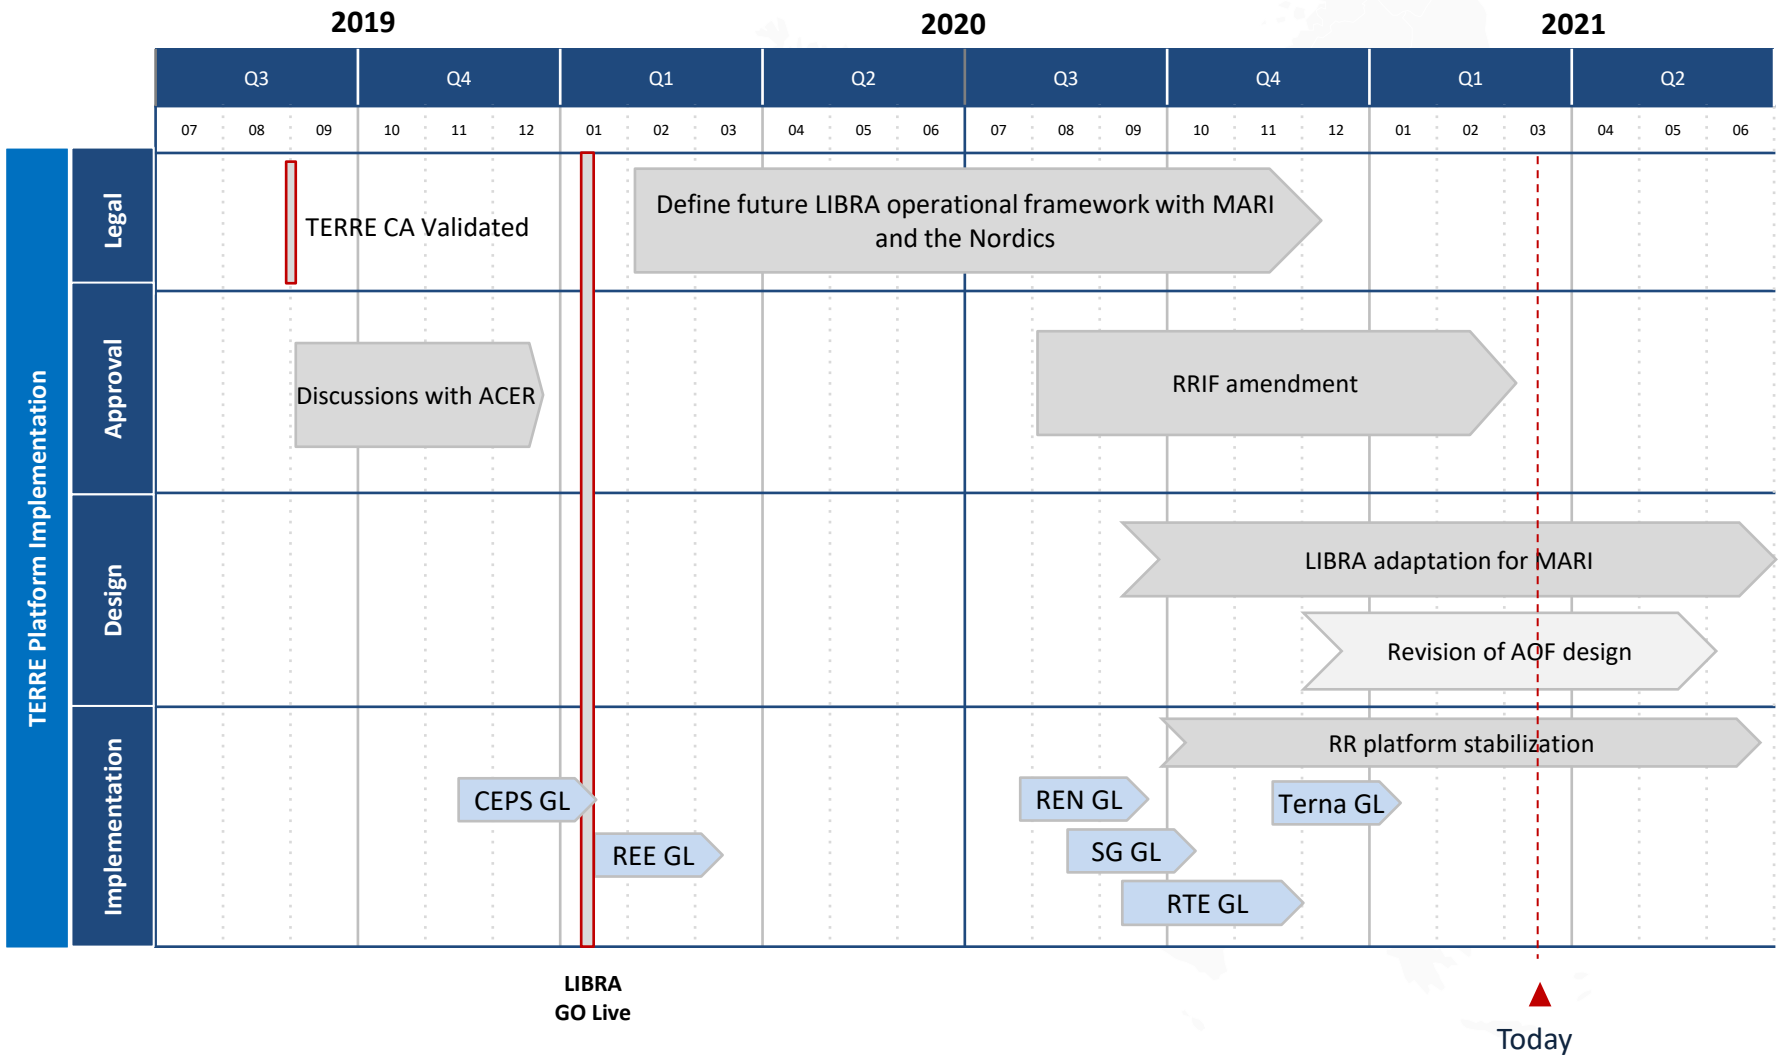 2019
2020
2021
Q3
Q4
Q1
Q2
Q3
Q4
Q1
Q2
07
08
09
10
11
12
01
02
03
04
05
06
07
08
09
10
11
12
01
02
03
04
05
06
TERRE Platform Implementation
Legal
TERRE CA Validated
Define future LIBRA operational framework with MARI
and the Nordics
Approval
Discussions with ACER
RRIF amendment
Design
LIBRA adaptation for MARI
Revision of AOF design
Implementation
RR platform stabilization
CEPS GL
REN GL
Terna GL
REE GL
SG GL
RTE GL
LIBRA
GO Live
Today